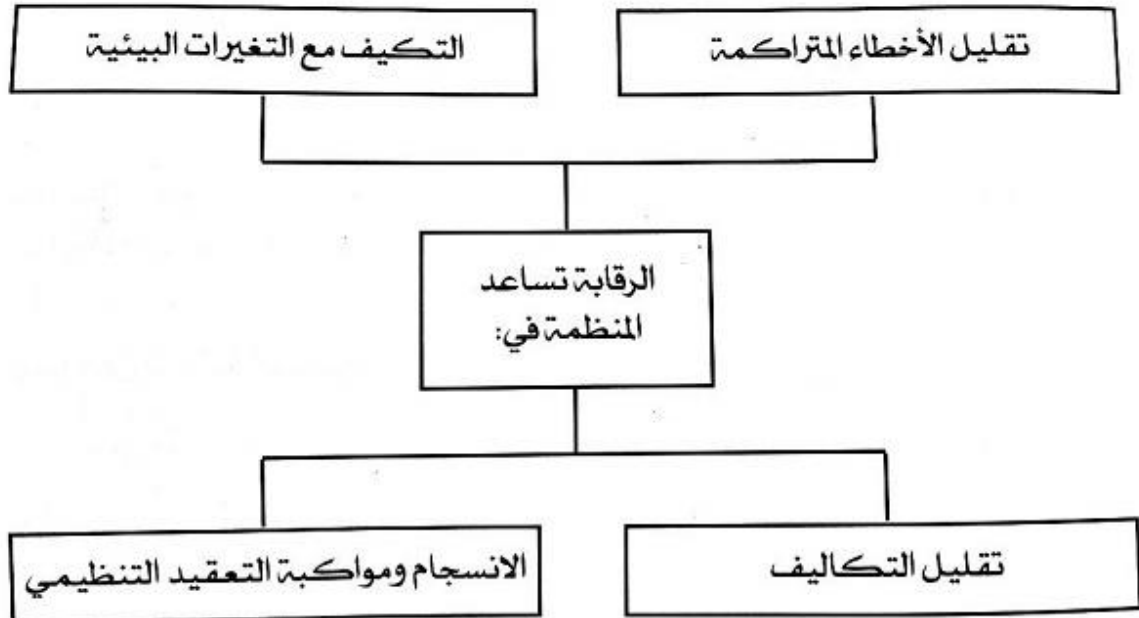 تقليل الأخطاء المتراكمة
التكيف مع التغيرات البيئية
الرقابة تساعد
المنظمة في:
تقليل التكاليف
الانسجام ومواكبة التعقيد التنظيمي